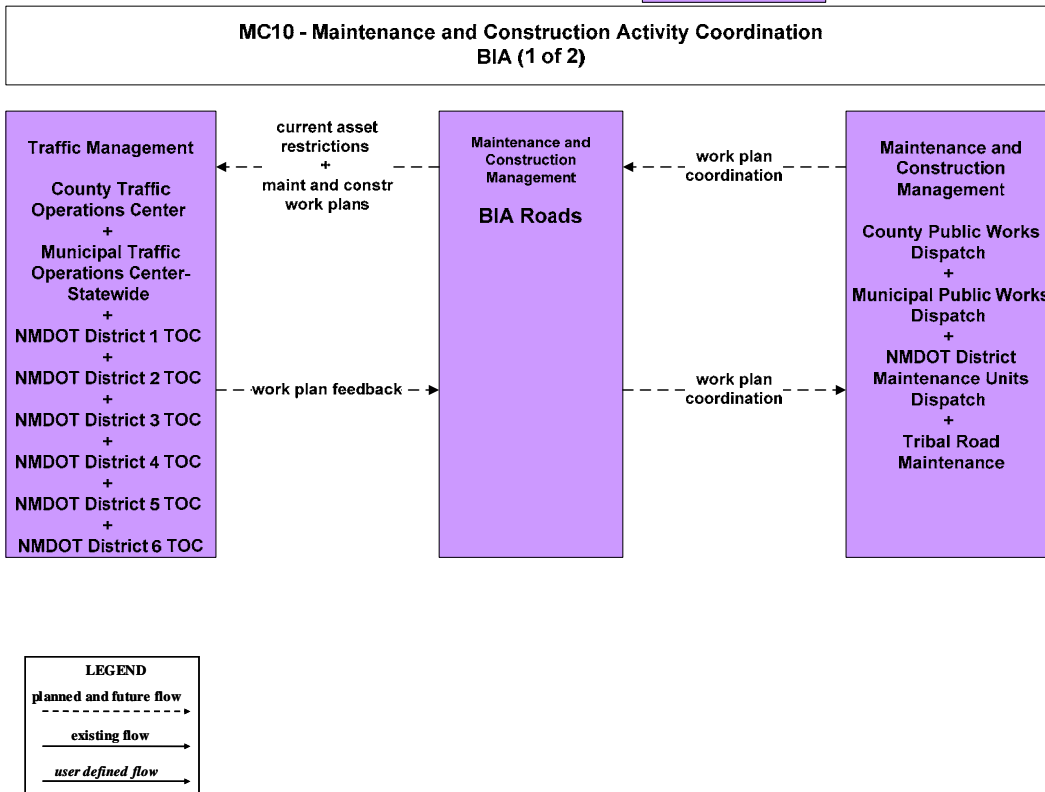 MC10 - Maintenance and Construction Activity Coordination
BIA (1 of 2)
Traffic Management
County Traffic
Operations Center
+
Municipal Traffic
Operations Center-
Statewide
+
NMDOT District 1 TOC
+
NMDOT District 2 TOC
+
NMDOT District 3 TOC
+
NMDOT District 4 TOC
+
NMDOT District 5 TOC
+
NMDOT District 6 TOC
current asset
restrictions
+
maint and constr
work plans
work plan feedback
Maintenance and
Construction
Management
BIA Roads
work plan
coordination
work plan
coordination
Maintenance and
Construction
Management
County Public Works
Dispatch
+
Municipal Public Works
Dispatch
+
NMDOT District
Maintenance Units
Dispatch
+
Tribal Road
Maintenance
LEGEND
planned and future flow
existing flow
user defined flow